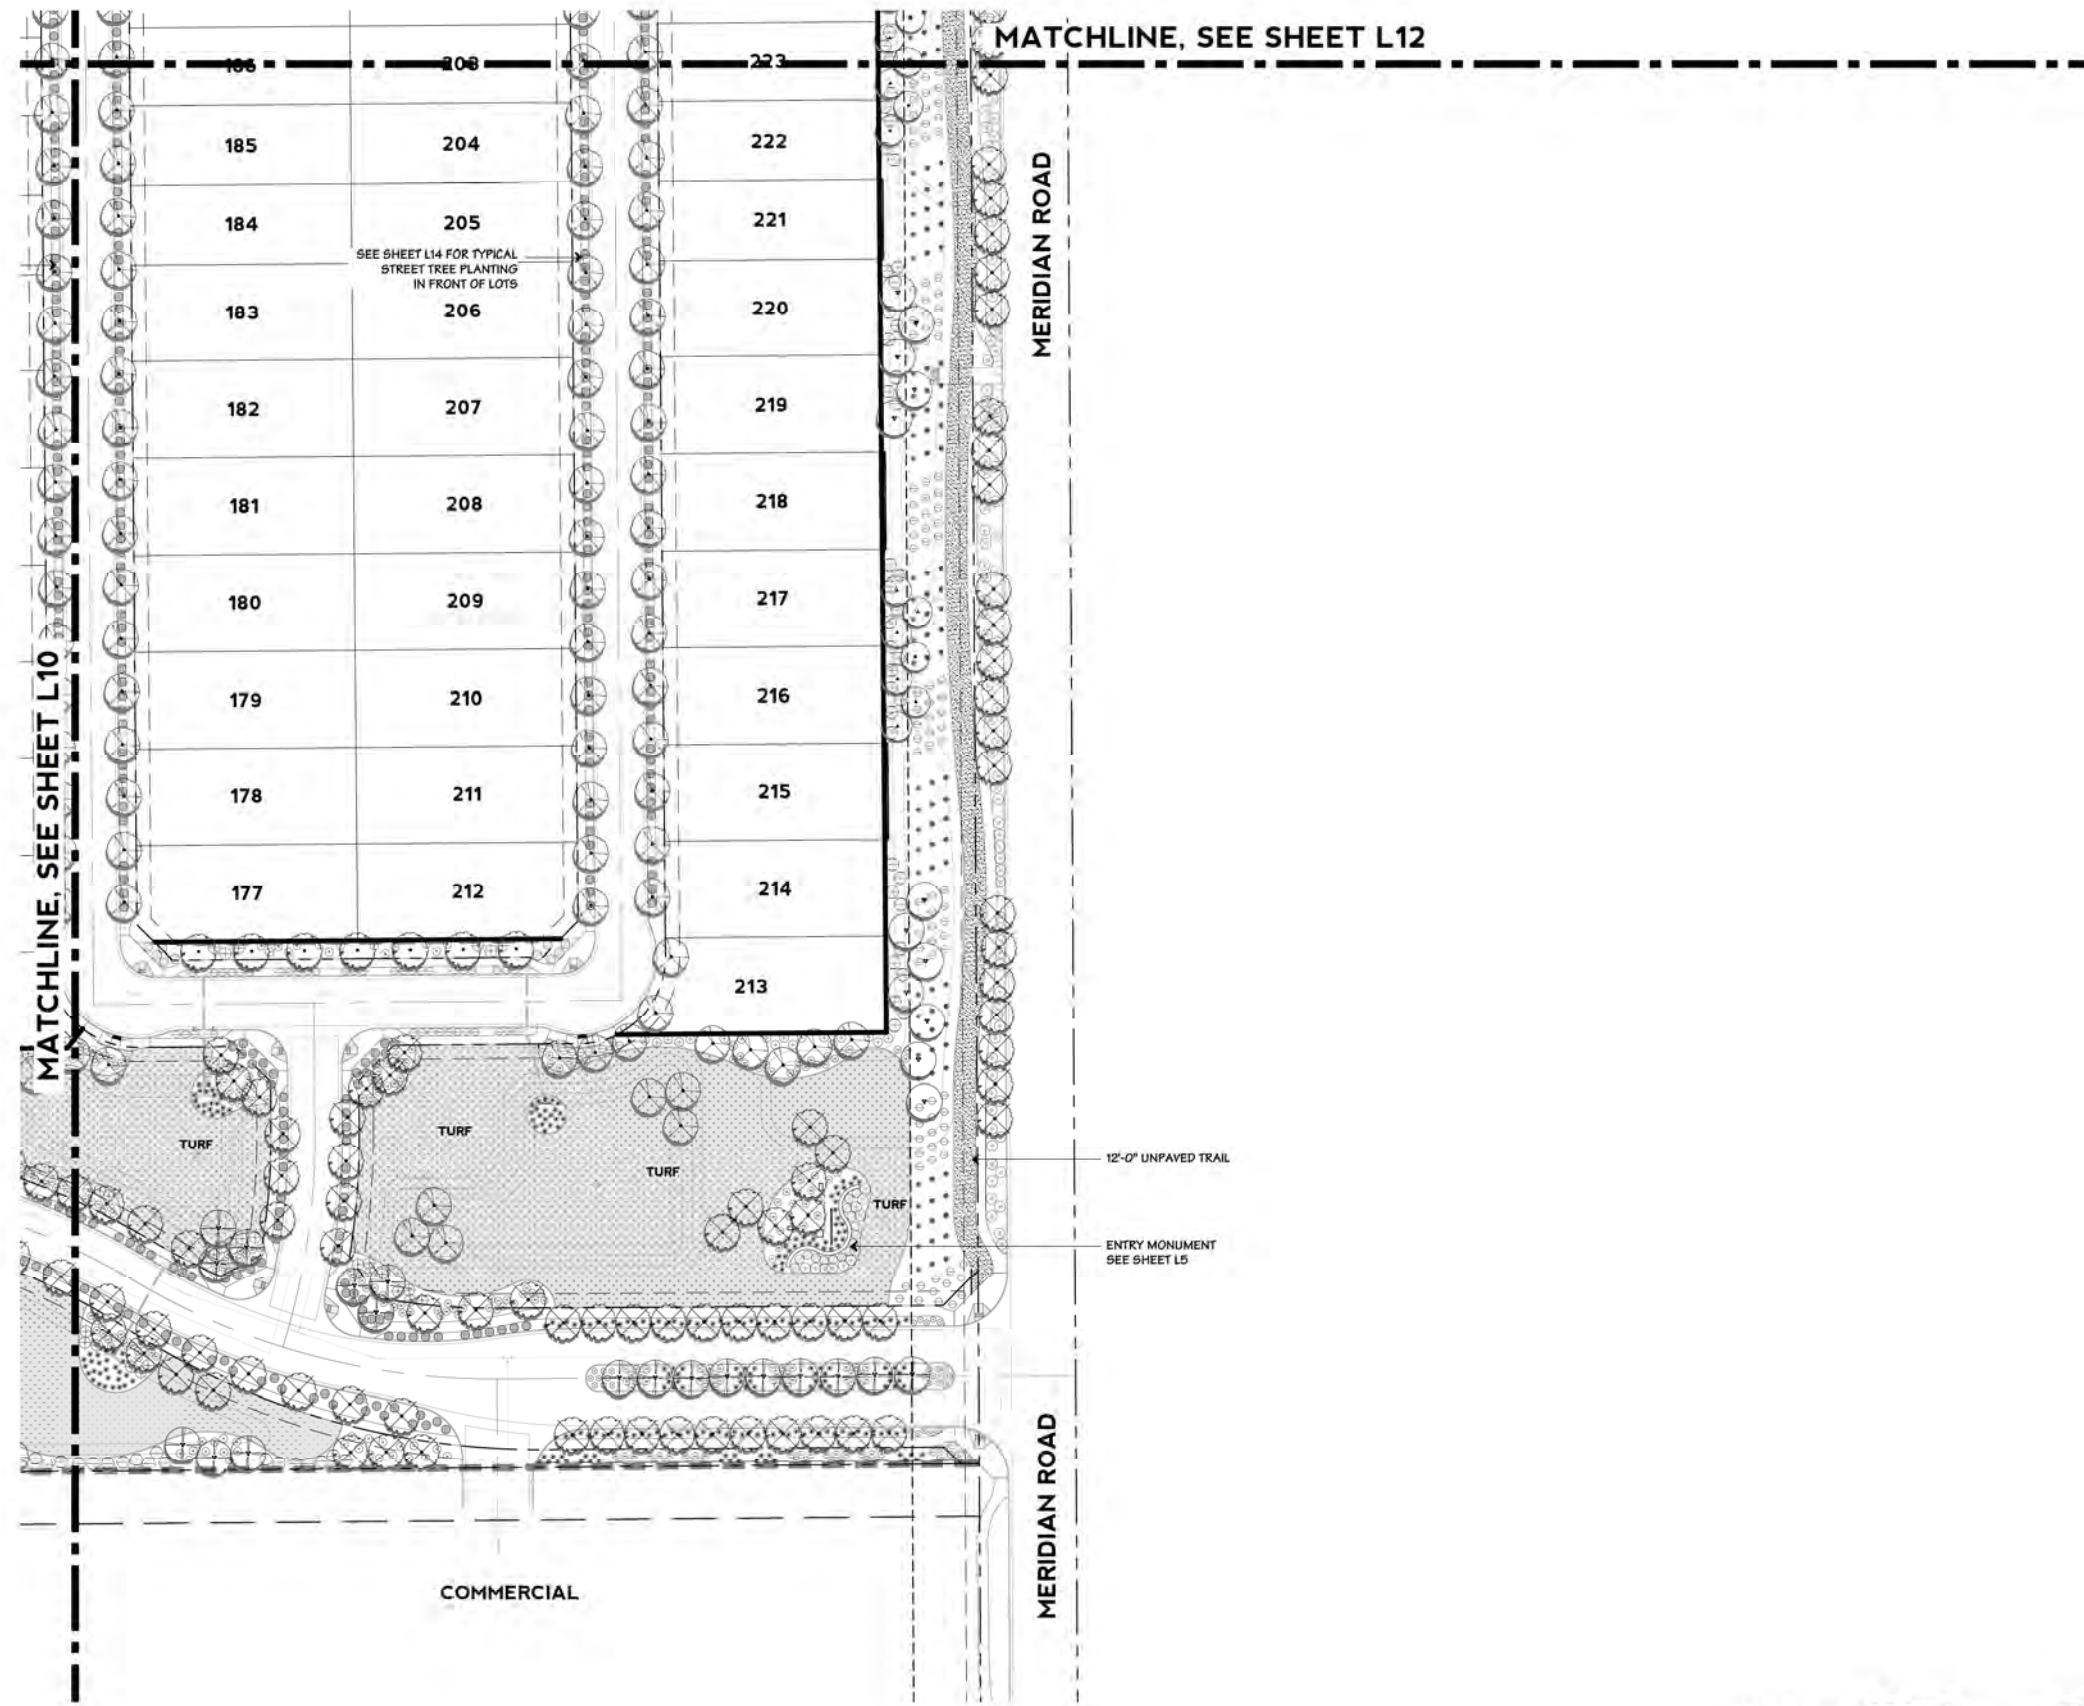 MATCHLINE, SEE SHEET L12
186
203
223
185
204
222
184
205
221
SEE SHEET L14 FOR TYPICAL
STREET TREE PLANTING
IN FRONT OF LOTS
183
206
220
182
207
219
181
208
218
180
209
217
179
210
216
178
211
215
177
212
214
213
MERIDIAN ROAD
MATCHLINE, SEE SHEET L10
TURF
TURF
TURF
TURF
12'-0" UNPAVED TRAIL
ENTRY MONUMENT
SEE SHEET L5
MERIDIAN ROAD
COMMERCIAL